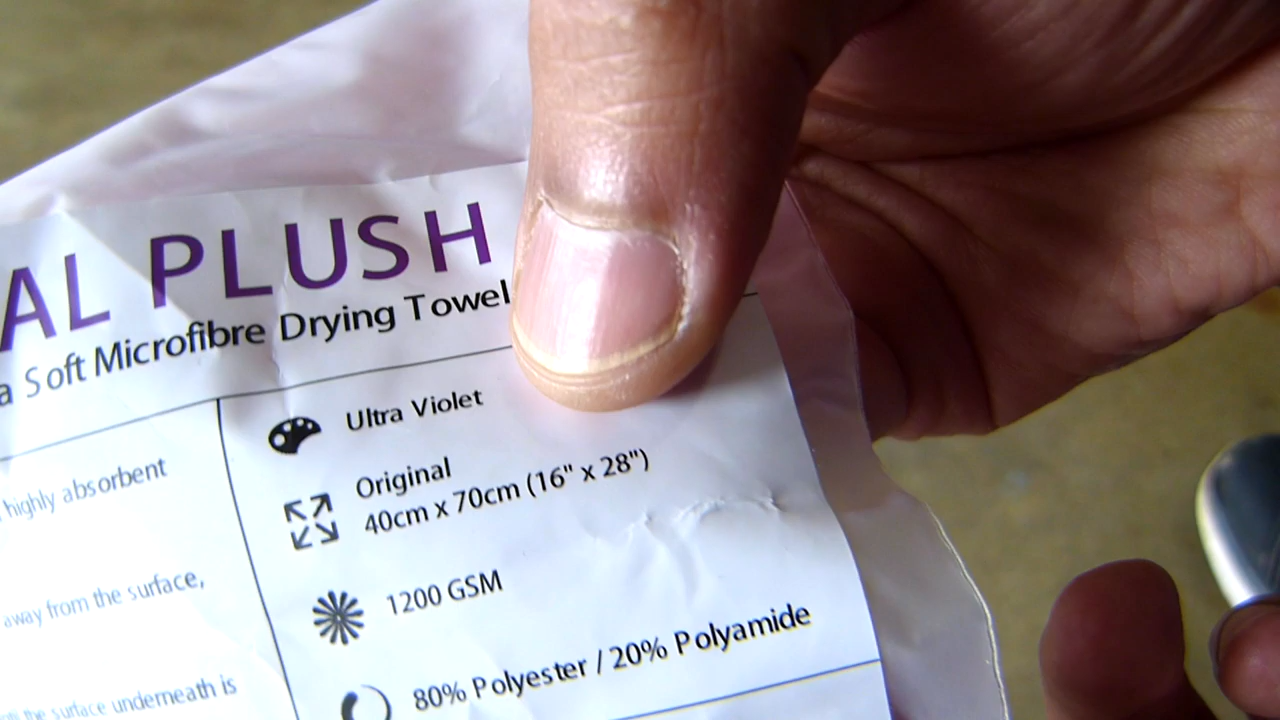 AL PLUSH
a Soft Microfibre Drying Towel
Ultra Violet
Original
40cm x 70cm (16" x 28")
1200 GSM
80% Polyester / 20% Polyamide
highly absorbent
away from the surface,
the surface underneath is